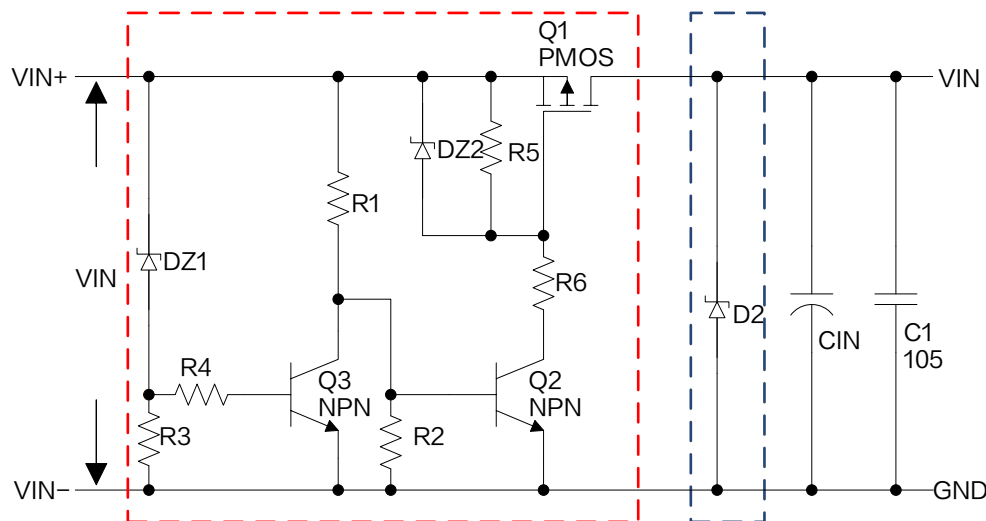 Q1
PMOS
VIN+
VIN
DZ2
R5
R1
VIN
DZ1
R6
D2
CIN
C1
105
R4
Q3
NPN
Q2
NPN
R3
R2
VIN−
GND